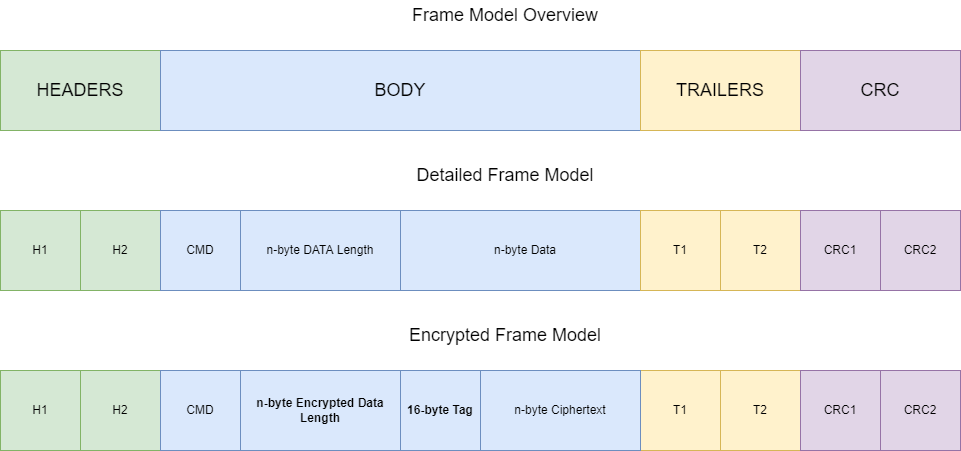 Frame Model Overview
HEADERS BODY TRAILERS CRC
Detailed Frame Model
H1 H2 CMD n-byte DATA Length n-byte Data T1 T2 CRC1 CRC2
Encrypted Frame Model
H1 H2 CMD n-byte Encrypted Data Length 16-byte Tag n-byte Ciphertext T1 T2 CRC1 CRC2